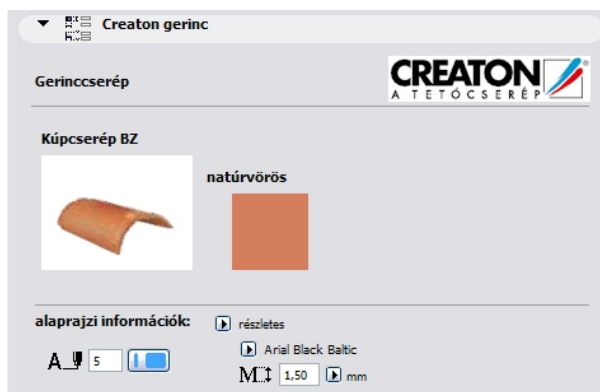 Creaton gerinc
Gerinccserép
CREATON
A TETŐCSERÉP
Kúpcserép BZ
natúrvörös
alaprajzi információk:
részletes
Arial Black Baltic
A 5
M 1,50 mm